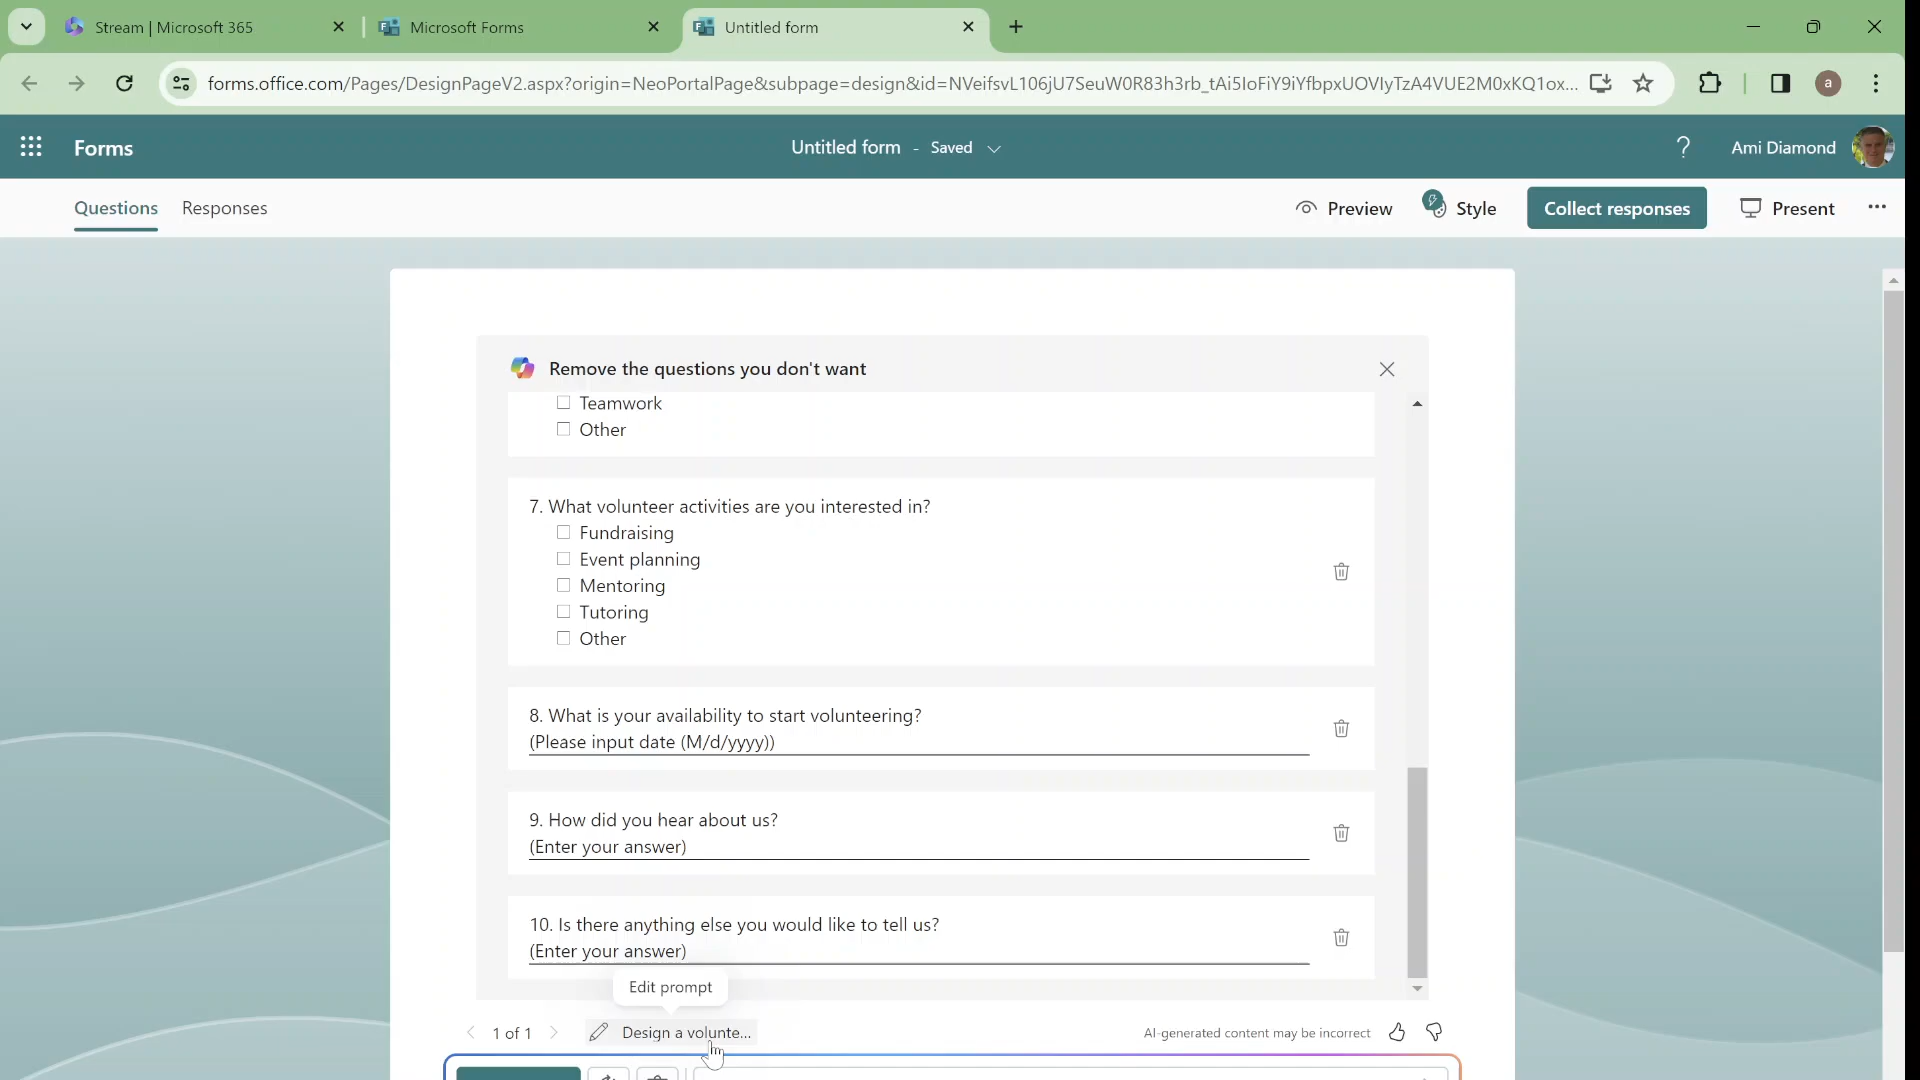 Stream | Microsoft 365
Microsoft Forms
Untitled form
forms.office.com/Pages/DesignPageV2.aspx?origin=NeoPortalPage&subpage=design&id=NVeifsvL106jU7SeuW0R83h3rb_tAi5IoFiY9iYfbpxUOVIyTzA4VUE2M0xKQ1ox...
a
Forms
Untitled form - Saved
?
Ami Diamond
Questions
Responses
Preview
Style
Collect responses
Present
Remove the questions you don't want
Teamwork
Other
7. What volunteer activities are you interested in?
Fundraising
Event planning
Mentoring
Tutoring
Other
8. What is your availability to start volunteering?
(Please input date (M/d/yyyy))
9. How did you hear about us?
(Enter your answer)
10. Is there anything else you would like to tell us?
(Enter your answer)
Edit prompt
1 of 1
Design a volunte...
AI-generated content may be incorrect